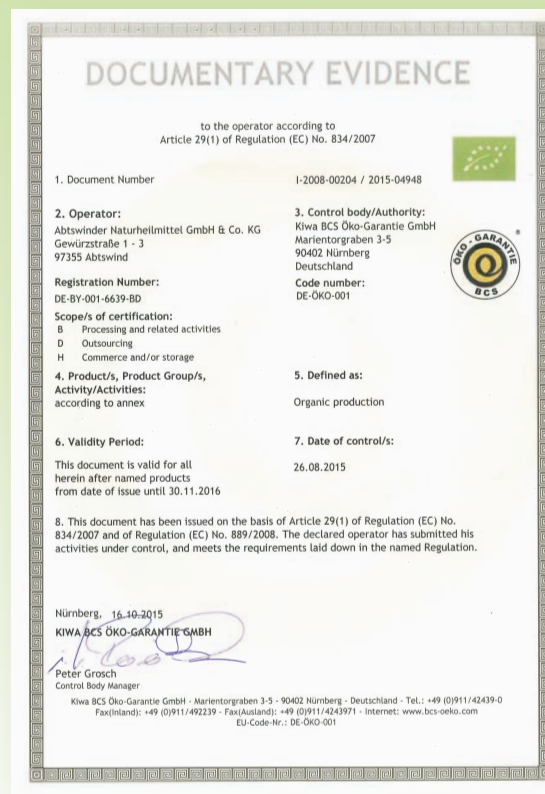 DOCUMENTARY EVIDENCE
to the operator according to
Article 29(1) of Regulation (EC) No. 834/2007
1. Document Number
I-2008-00204 / 2015-04948
2. Operator:
Abtswinder Naturheilmittel GmbH & Co. KG
Gewürzstraße 1 - 3
97355 Abtswind
3. Control body/Authority:
Kiwa BCS Öko-Garantie GmbH
Marientorgraben 3-5
90402 Nürnberg
Deutschland
ÖKO - GARANTIE
BCS
®
Registration Number:
DE-BY-001-6639-BD
Code number:
DE-ÖKO-001
Scope/s of certification:
B Processing and related activities
D Outsourcing
H Commerce and/or storage
4. Product/s, Product Group/s,
Activity/Activities:
according to annex
5. Defined as:
Organic production
6. Validity Period:
This document is valid for all
herein after named products
from date of issue until 30.11.2016
7. Date of control/s:
26.08.2015
8. This document has been issued on the basis of Article 29(1) of Regulation (EC) No.
834/2007 and of Regulation (EC) No. 889/2008. The declared operator has submitted his
activities under control, and meets the requirements laid down in the named Regulation.
Nürnberg, 16.10.2015
KIWA BCS ÖKO-GARANTIE GMBH
Peter Grosch
Control Body Manager
Kiwa BCS Öko-Garantie GmbH - Marientorgraben 3-5 - 90402 Nürnberg - Deutschland - Tel.: +49 (0)911/42439-0
Fax(Inland): +49 (0)911/492239 - Fax(Ausland): +49 (0)911/4243971 - Internet: www.bcs-oeko.com
EU-Code-Nr.: DE-ÖKO-001